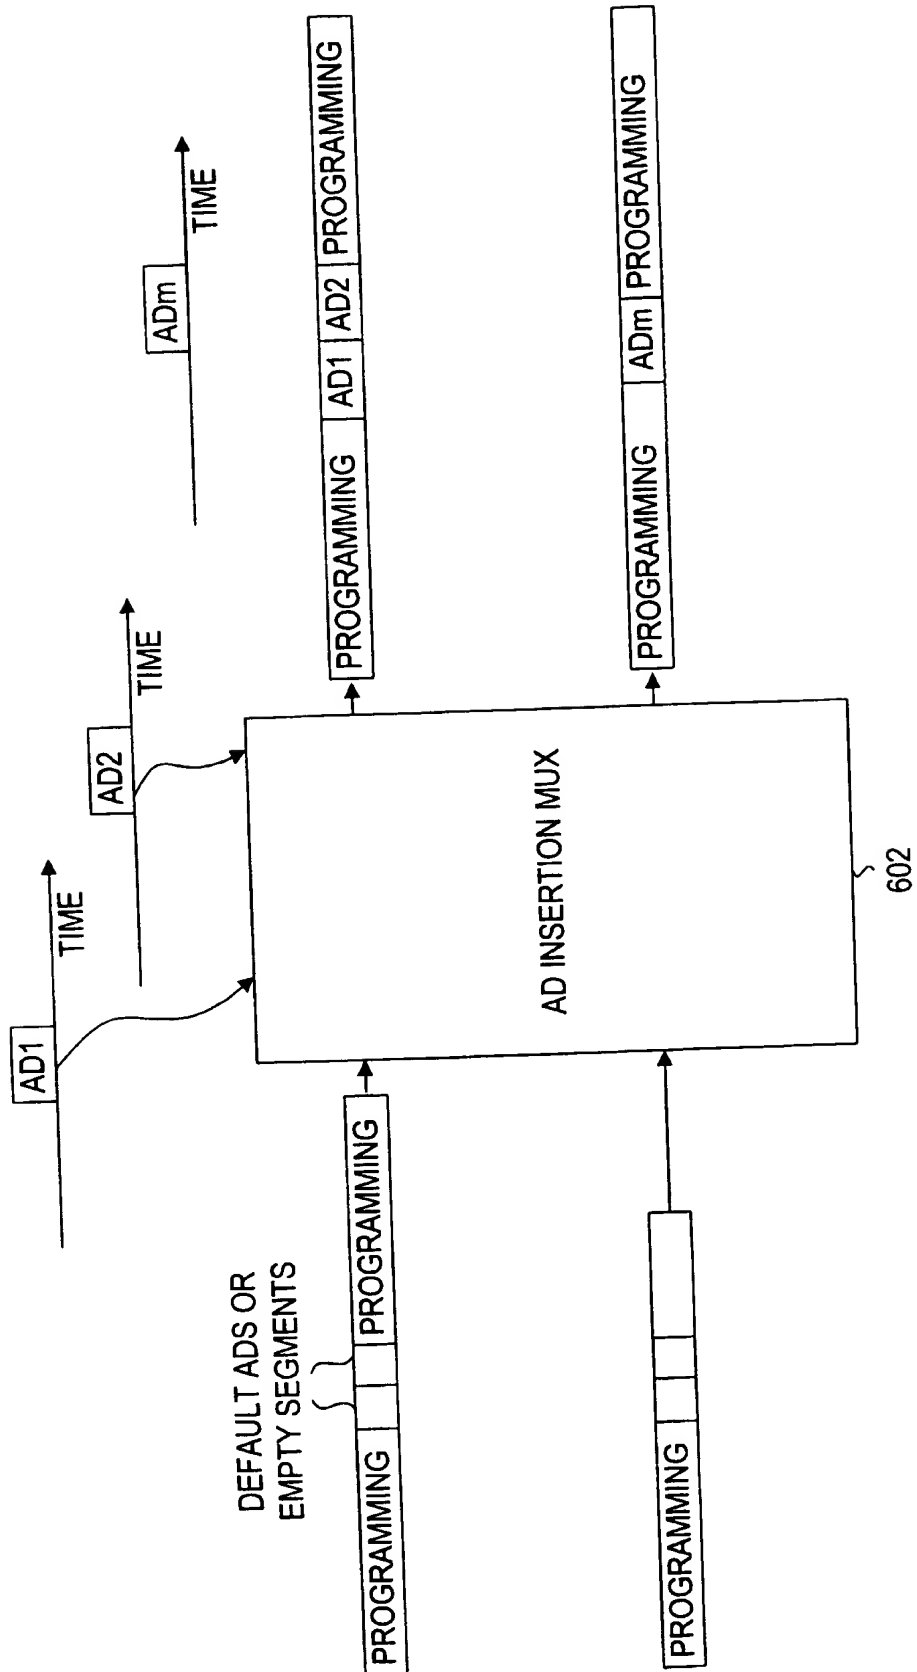 AD1
TIME
AD2
TIME
ADm
TIME
DEFAULT ADS OR
EMPTY SEGMENTS
PROGRAMMING
PROGRAMMING
PROGRAMMING
AD INSERTION MUX
602
PROGRAMMING
AD1
AD2
PROGRAMMING
PROGRAMMING
ADm
PROGRAMMING